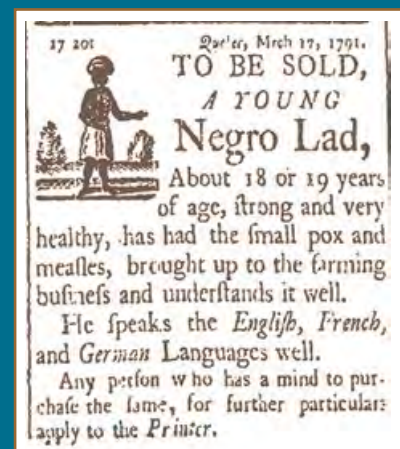 17 20t Mrch 17, 1791.
TO BE SOLD,
A YOUNG
Negro Lad,
About 18 or 19 years
of age, ſtrong and very
healthy, has had the ſmall pox and
meaſles, brought up to the farming
buſineſs and underſtands it well.
He ſpeaks the Engliſh, French,
and German Languages well.
Any perſon who has a mind to pur-
chaſe the ſame, for further particulars
apply to the Printer.